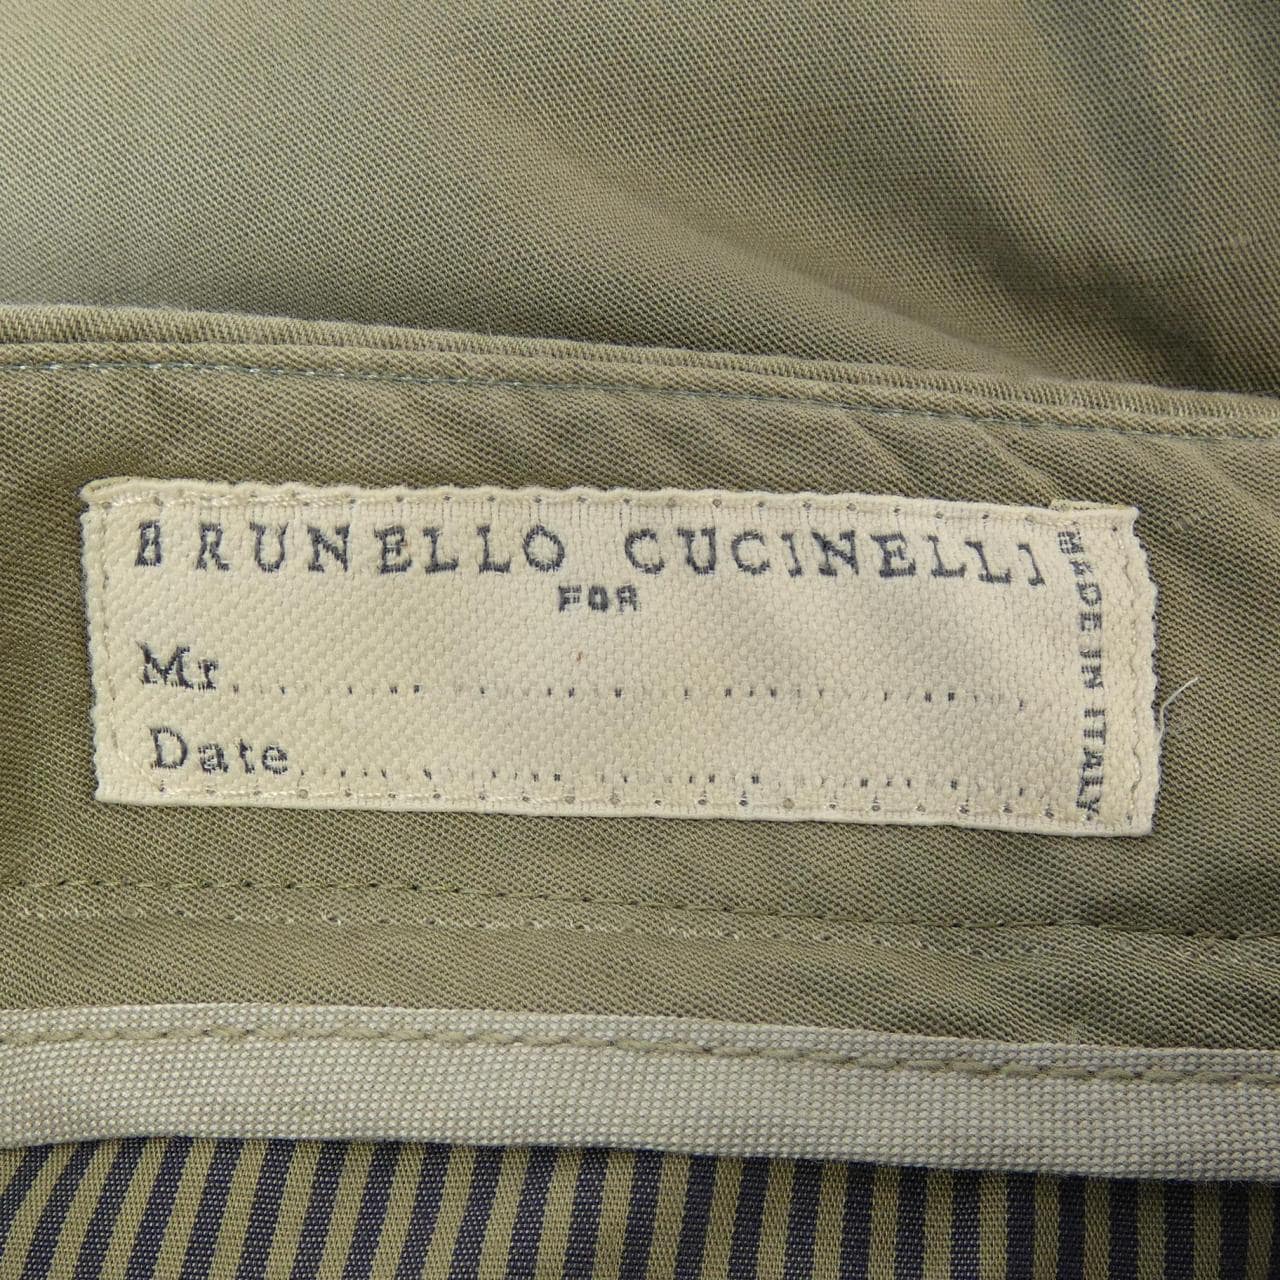 BRUNELLO CUCINELLI
FOR
Mr
Date
MADE IN ITALY